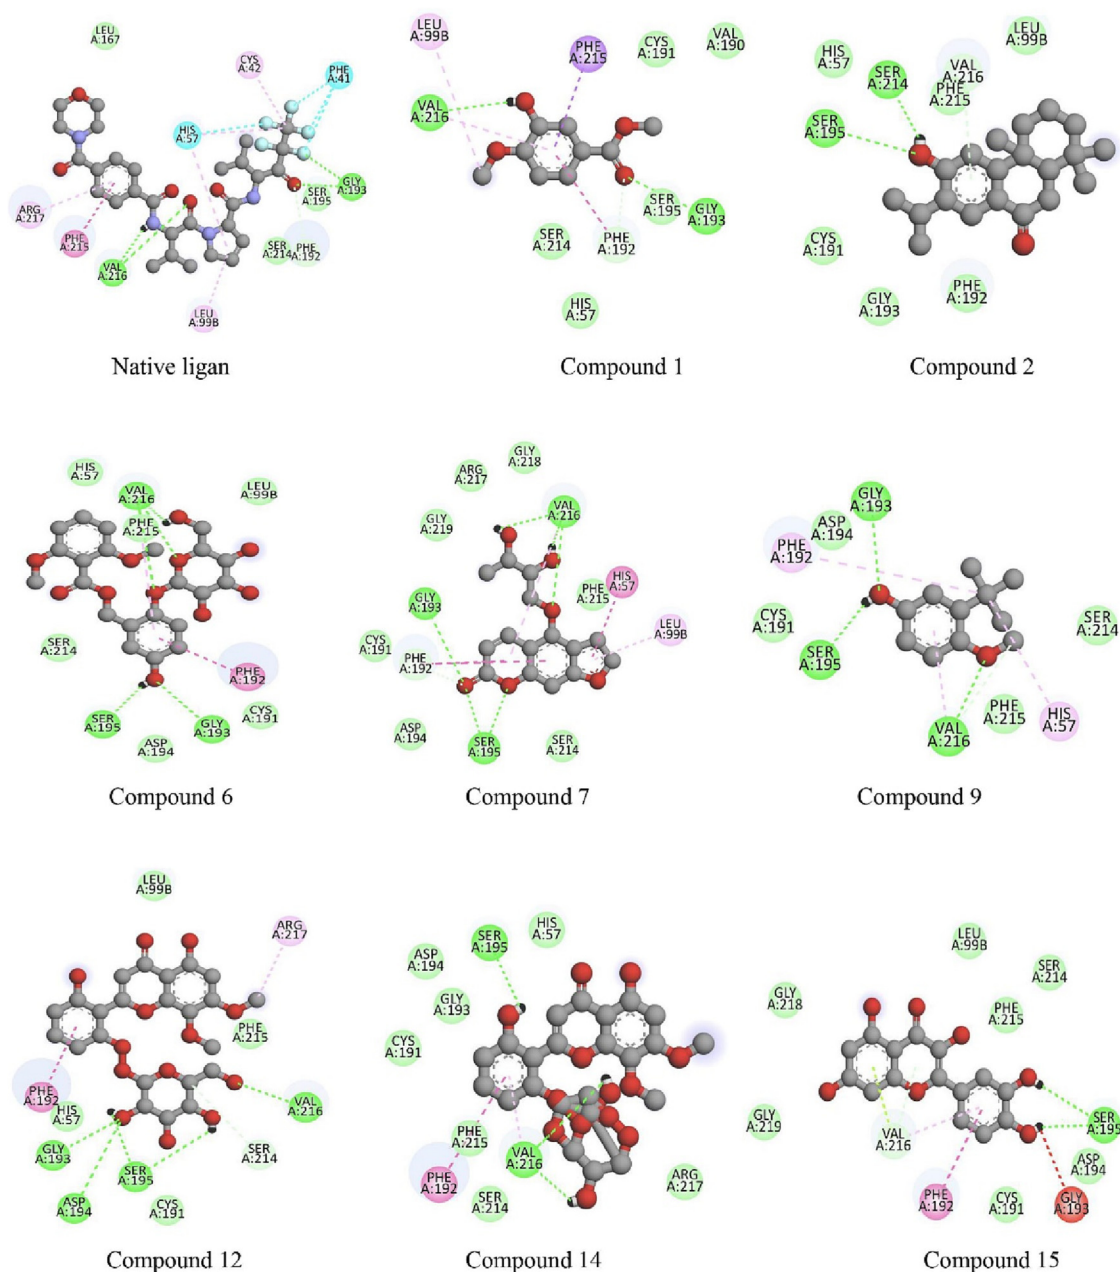 LEU
A:167
CYS
A:42
PHE
A:41
HIS
A:57
ARG
A:217
PHE
A:215
VAL
A:216
LEU
A:99B
SER
A:195
GLY
A:193
SER
A:214
PHE
A:192
Native ligan
LEU
A:99B
PHE
A:215
CYS
A:191
VAL
A:190
VAL
A:216
SER
A:195
GLY
A:193
SER
A:214
PHE
A:192
HIS
A:57
Compound 1
LEU
A:99B
HIS
A:57
SER
A:214
VAL
A:216
PHE
A:215
SER
A:195
CYS
A:191
GLY
A:193
PHE
A:192
Compound 2
HIS
A:57
VAL
A:216
LEU
A:99B
PHE
A:215
SER
A:214
PHE
A:192
SER
A:195
ASP
A:194
GLY
A:193
CYS
A:191
Compound 6
ARG
A:217
GLY
A:218
GLY
A:219
VAL
A:216
GLY
A:193
PHE
A:215
HIS
A:57
CYS
A:191
PHE
A:192
LEU
A:99B
ASP
A:194
SER
A:195
SER
A:214
Compound 7
GLY
A:193
ASP
A:194
PHE
A:192
CYS
A:191
SER
A:195
SER
A:214
VAL
A:216
PHE
A:215
HIS
A:57
Compound 9
LEU
A:99B
ARG
A:217
PHE
A:215
PHE
A:192
HIS
A:57
VAL
A:216
GLY
A:193
SER
A:195
SER
A:214
ASP
A:194
CYS
A:191
Compound 12
SER
A:195
HIS
A:57
ASP
A:194
GLY
A:193
CYS
A:191
PHE
A:215
VAL
A:216
PHE
A:192
SER
A:214
ARG
A:217
Compound 14
LEU
A:99B
SER
A:214
GLY
A:218
PHE
A:215
GLY
A:219
VAL
A:216
SER
A:195
ASP
A:194
PHE
A:192
CYS
A:191
GLY
A:193
Compound 15